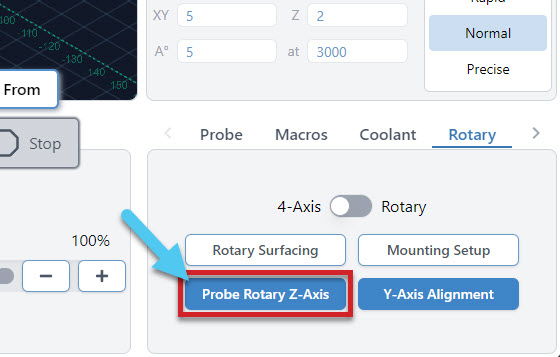 Rapid
XY 5 Z 2
Normal
A° 5 at 3000
Precise
100
-110
-120
-130
140
150
From
Stop
Probe Macros Coolant Rotary
4-Axis Rotary
100%
Rotary Surfacing Mounting Setup
Probe Rotary Z-Axis Y-Axis Alignment